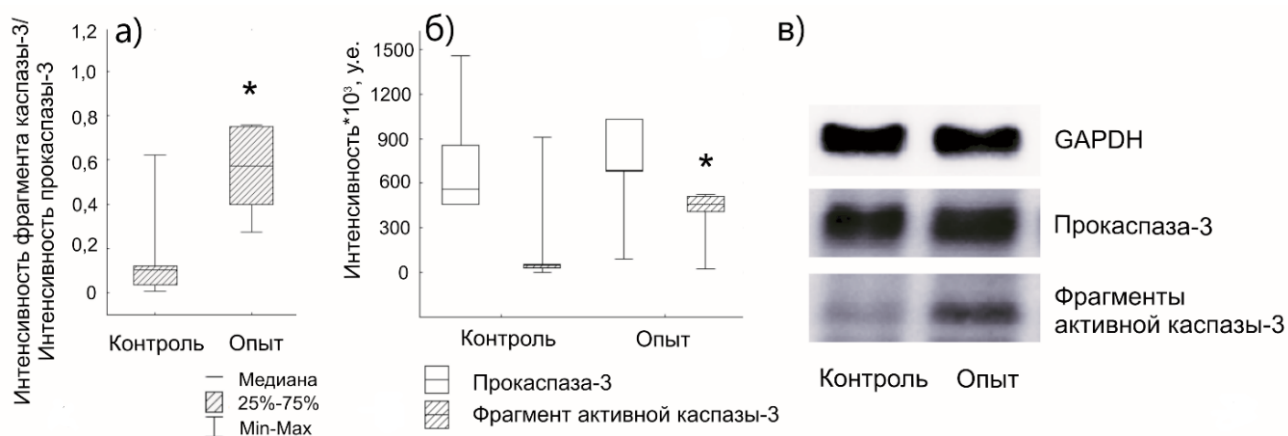 а)
Интенсивность фрагмента каспазы-3/
Интенсивность прокаспазы-3
1,2
1,0
0,8
0,6
0,4
0,2
0
*
Контроль
Опыт
Медиана
25%-75%
Min-Max
б)
Интенсивность*10³, у.е.
1500
1200
900
600
300
0
*
Контроль
Опыт
Прокаспаза-3
Фрагмент активной каспазы-3
в)
GAPDH
Прокаспаза-3
Фрагменты
активной каспазы-3
Контроль
Опыт